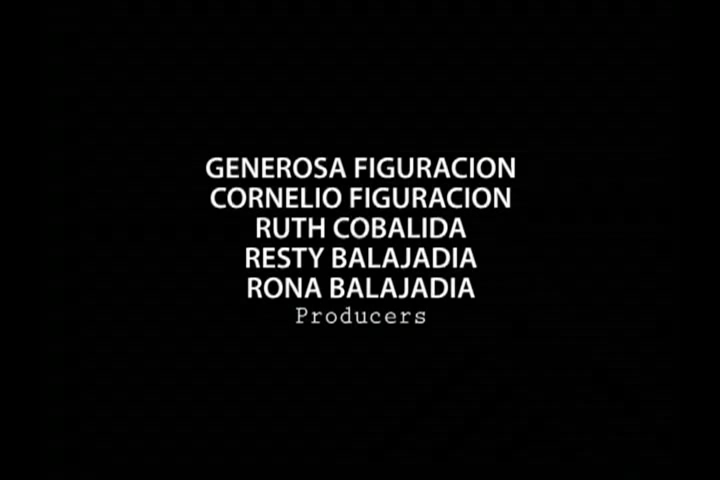 GENEROSA FIGURACION
CORNELIO FIGURACION
RUTH COBALIDA
RESTY BALAJADIA
RONA BALAJADIA
Producers